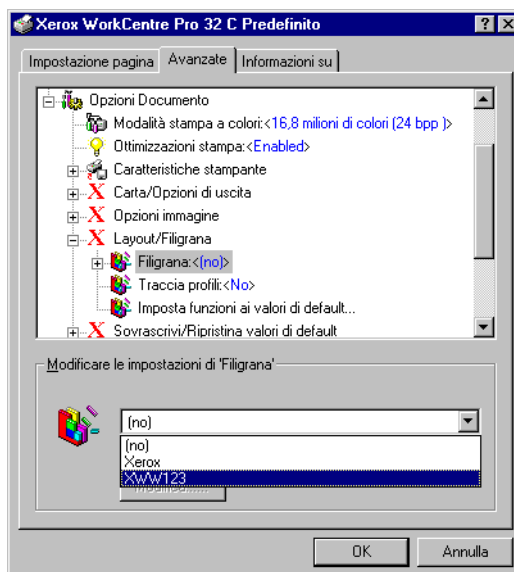 Xerox WorkCentre Pro 32 C Predefinito
Impostazione pagina Avanzate Informazioni su
Opzioni Documento
Modalità stampa a colori:<16,8 milioni di colori (24 bpp )>
Ottimizzazioni stampa:<Enabled>
Caratteristiche stampante
Carta/Opzioni di uscita
Opzioni immagine
Layout/Filigrana
Filigrana:<(no)>
Traccia profili:<No>
Imposta funzioni ai valori di default...
Sovrascrivi/Ripristina valori di default
Modificare le impostazioni di 'Filigrana'
(no)
(no)
Xerox
XWW123
OK Annulla